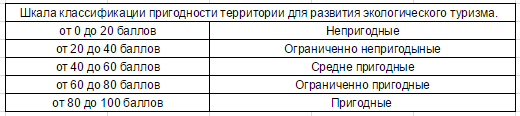 Шкала классификации пригодности территории для развития экологического туризма.
от 0 до 20 баллов Непригодные
от 20 до 40 баллов Ограниченно непригодыные
от 40 до 60 баллов Средне пригодные
от 60 до 80 баллов Ограниченно пригодные
от 80 до 100 баллов Пригодные